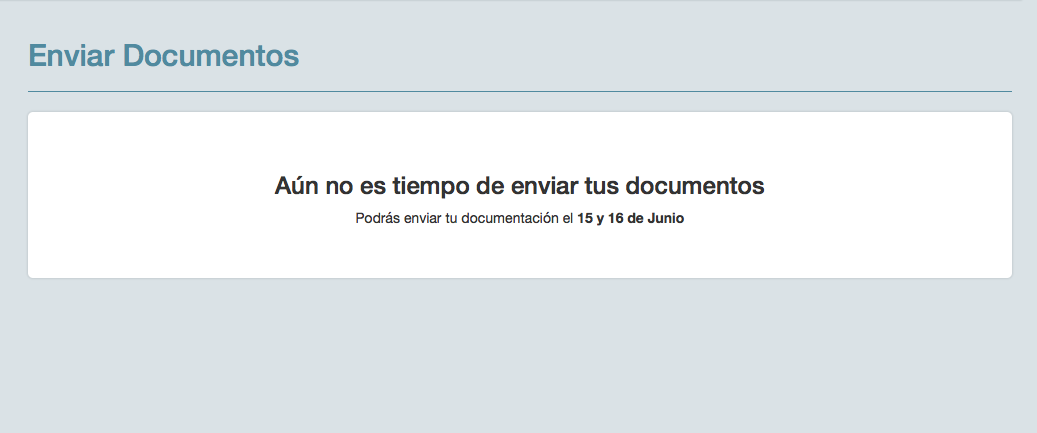 Enviar Documentos
Aún no es tiempo de enviar tus documentos
Podrás enviar tu documentación el 15 y 16 de Junio